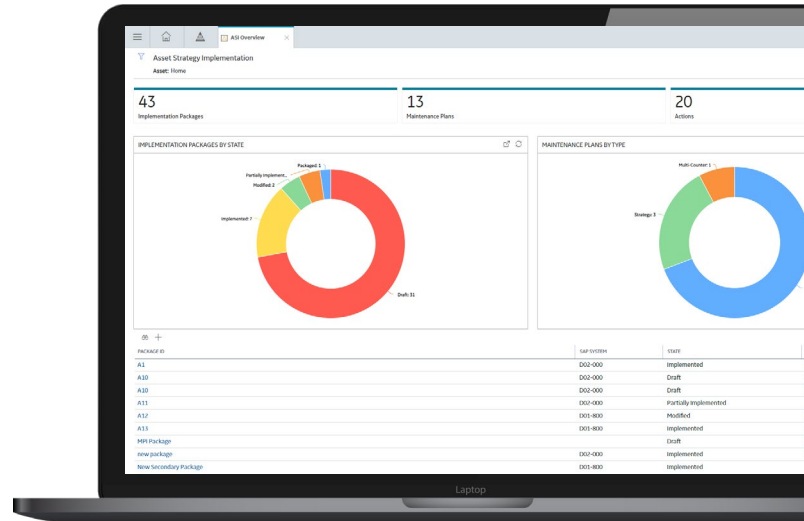 ASI Overview
Asset Strategy Implementation
Asset: Home
43
Implementation Packages
13
Maintenance Plans
20
Actions
IMPLEMENTATION PACKAGES BY STATE
Packaged: 1
Partially Implement...
Modified: 2
Implemented: 7
Draft: 31
MAINTENANCE PLANS BY TYPE
Multi-Counter: 1
Strategy: 3
PACKAGE ID SAP SYSTEM STATE
A1 D02-000 Implemented
A10 D02-000 Draft
A10 D02-000 Draft
A11 D02-000 Partially Implemented
A12 D01-800 Modified
A13 D01-800 Implemented
MPI Package Draft
new package D02-000 Implemented
New Secondary Package D01-800 Implemented
Laptop